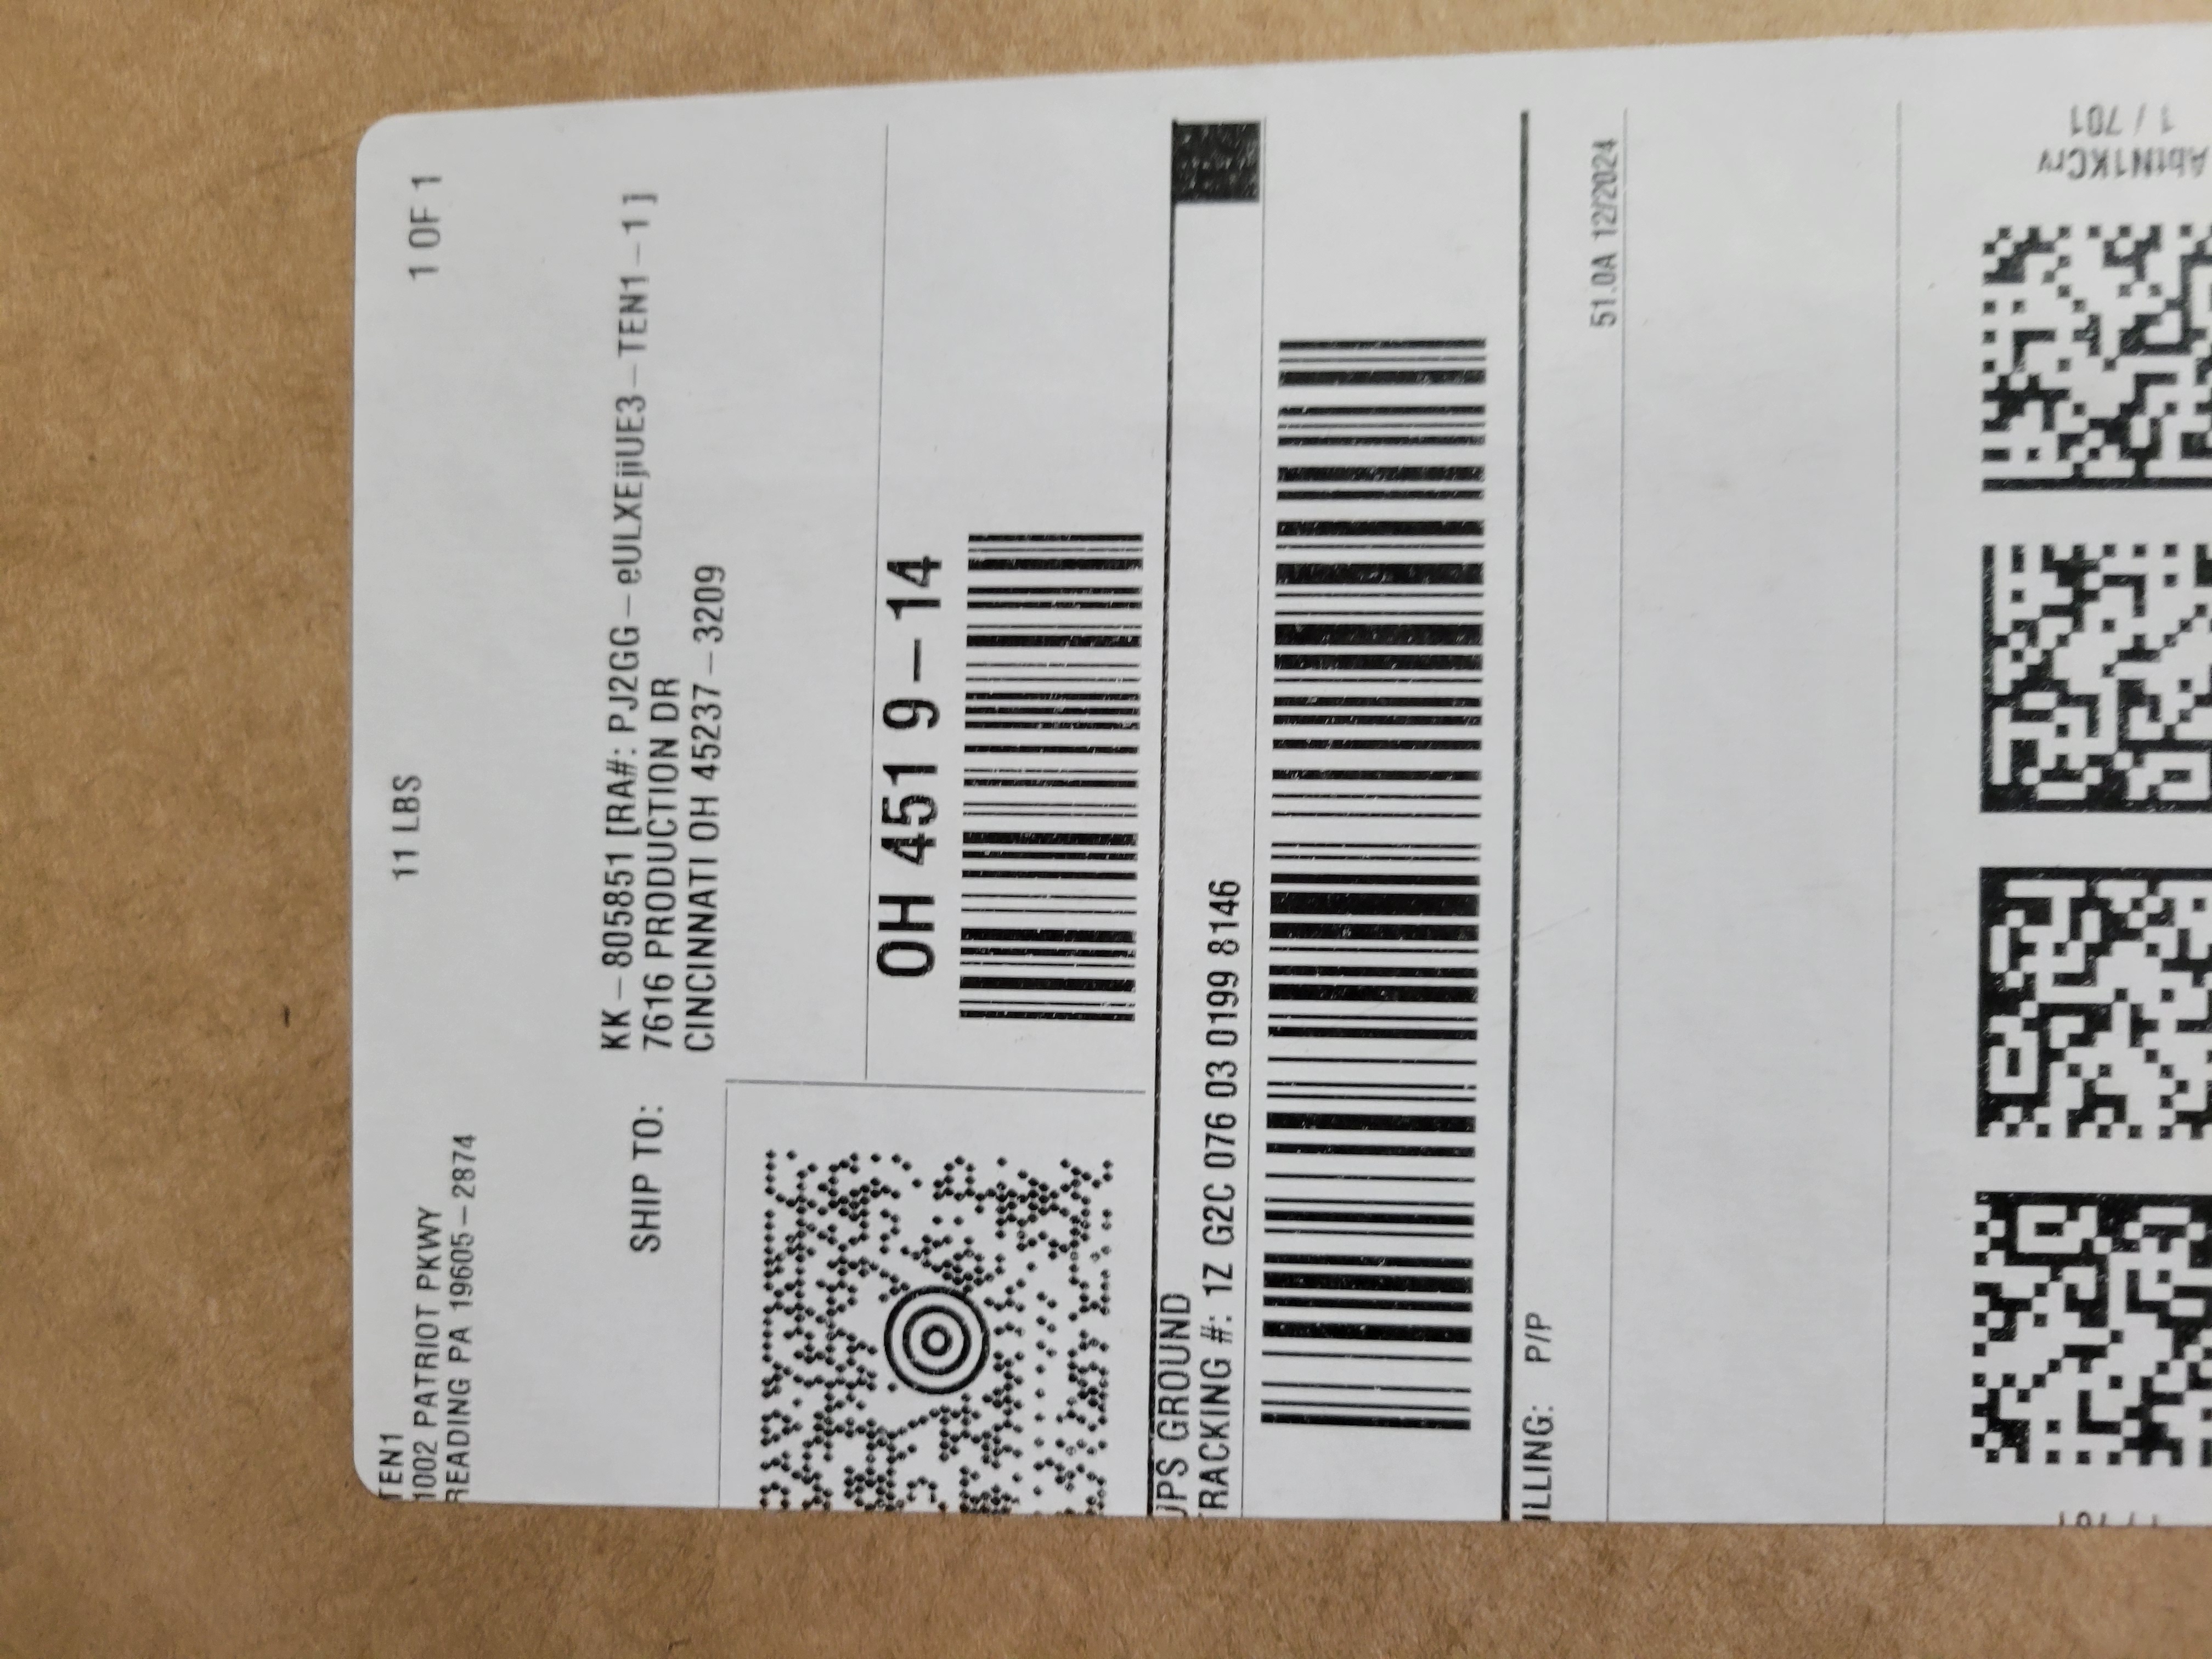 TEN1
1002 PATRIOT PKWY
READING PA 19605-2874
11 LBS
1 OF 1
SHIP TO:
KK-805851 [RA#: PJ2GG-eULXEjiUE3-TEN1-1]
7616 PRODUCTION DR
CINCINNATI OH 45237-3209
OH 451 9-14
UPS GROUND
TRACKING #: 1Z G2C 076 03 0199 8146
ILLING: P/P
51.0A 12/2024
AbtN1KCrv
1 / 701